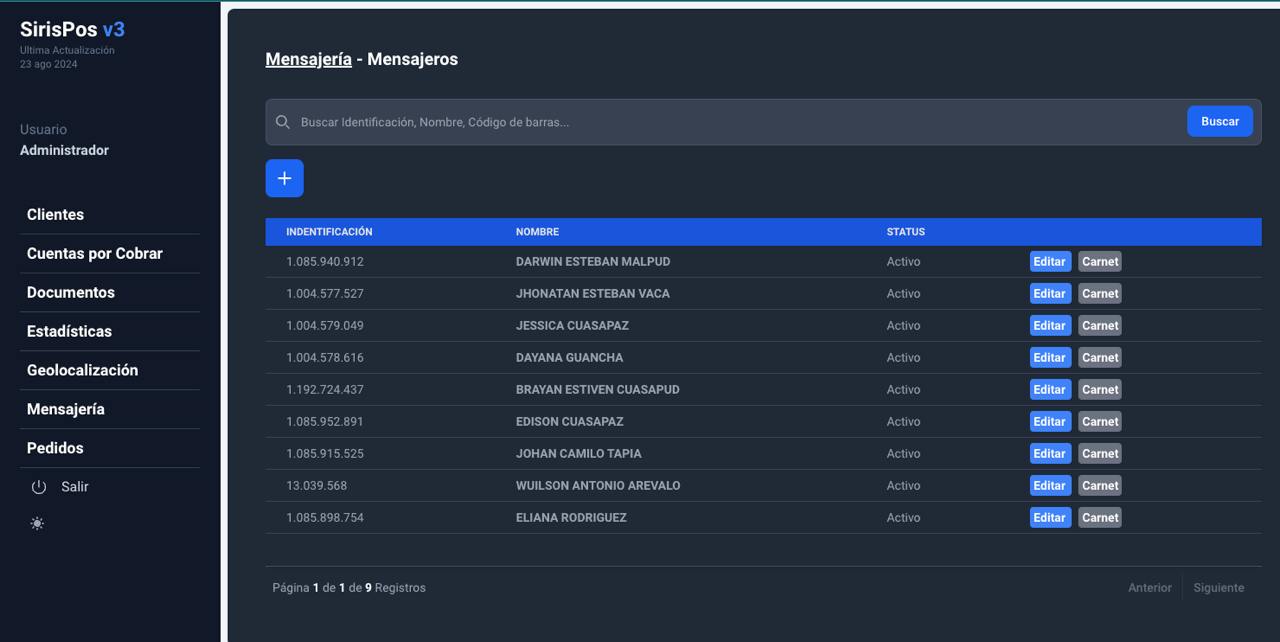 SirisPos v3
Ultima Actualización
23 ago 2024
Usuario
Administrador
Clientes
Cuentas por Cobrar
Documentos
Estadísticas
Geolocalización
Mensajería
Pedidos
Salir
Mensajería - Mensajeros
Buscar Identificación, Nombre, Código de barras... Buscar
+
INDENTIFICACIÓN NOMBRE STATUS
1.085.940.912 DARWIN ESTEBAN MALPUD Activo Editar Carnet
1.004.577.527 JHONATAN ESTEBAN VACA Activo Editar Carnet
1.004.579.049 JESSICA CUASAPAZ Activo Editar Carnet
1.004.578.616 DAYANA GUANCHA Activo Editar Carnet
1.192.724.437 BRAYAN ESTIVEN CUASAPUD Activo Editar Carnet
1.085.952.891 EDISON CUASAPAZ Activo Editar Carnet
1.085.915.525 JOHAN CAMILO TAPIA Activo Editar Carnet
13.039.568 WUILSON ANTONIO AREVALO Activo Editar Carnet
1.085.898.754 ELIANA RODRIGUEZ Activo Editar Carnet
Página 1 de 1 de 9 Registros Anterior Siguiente